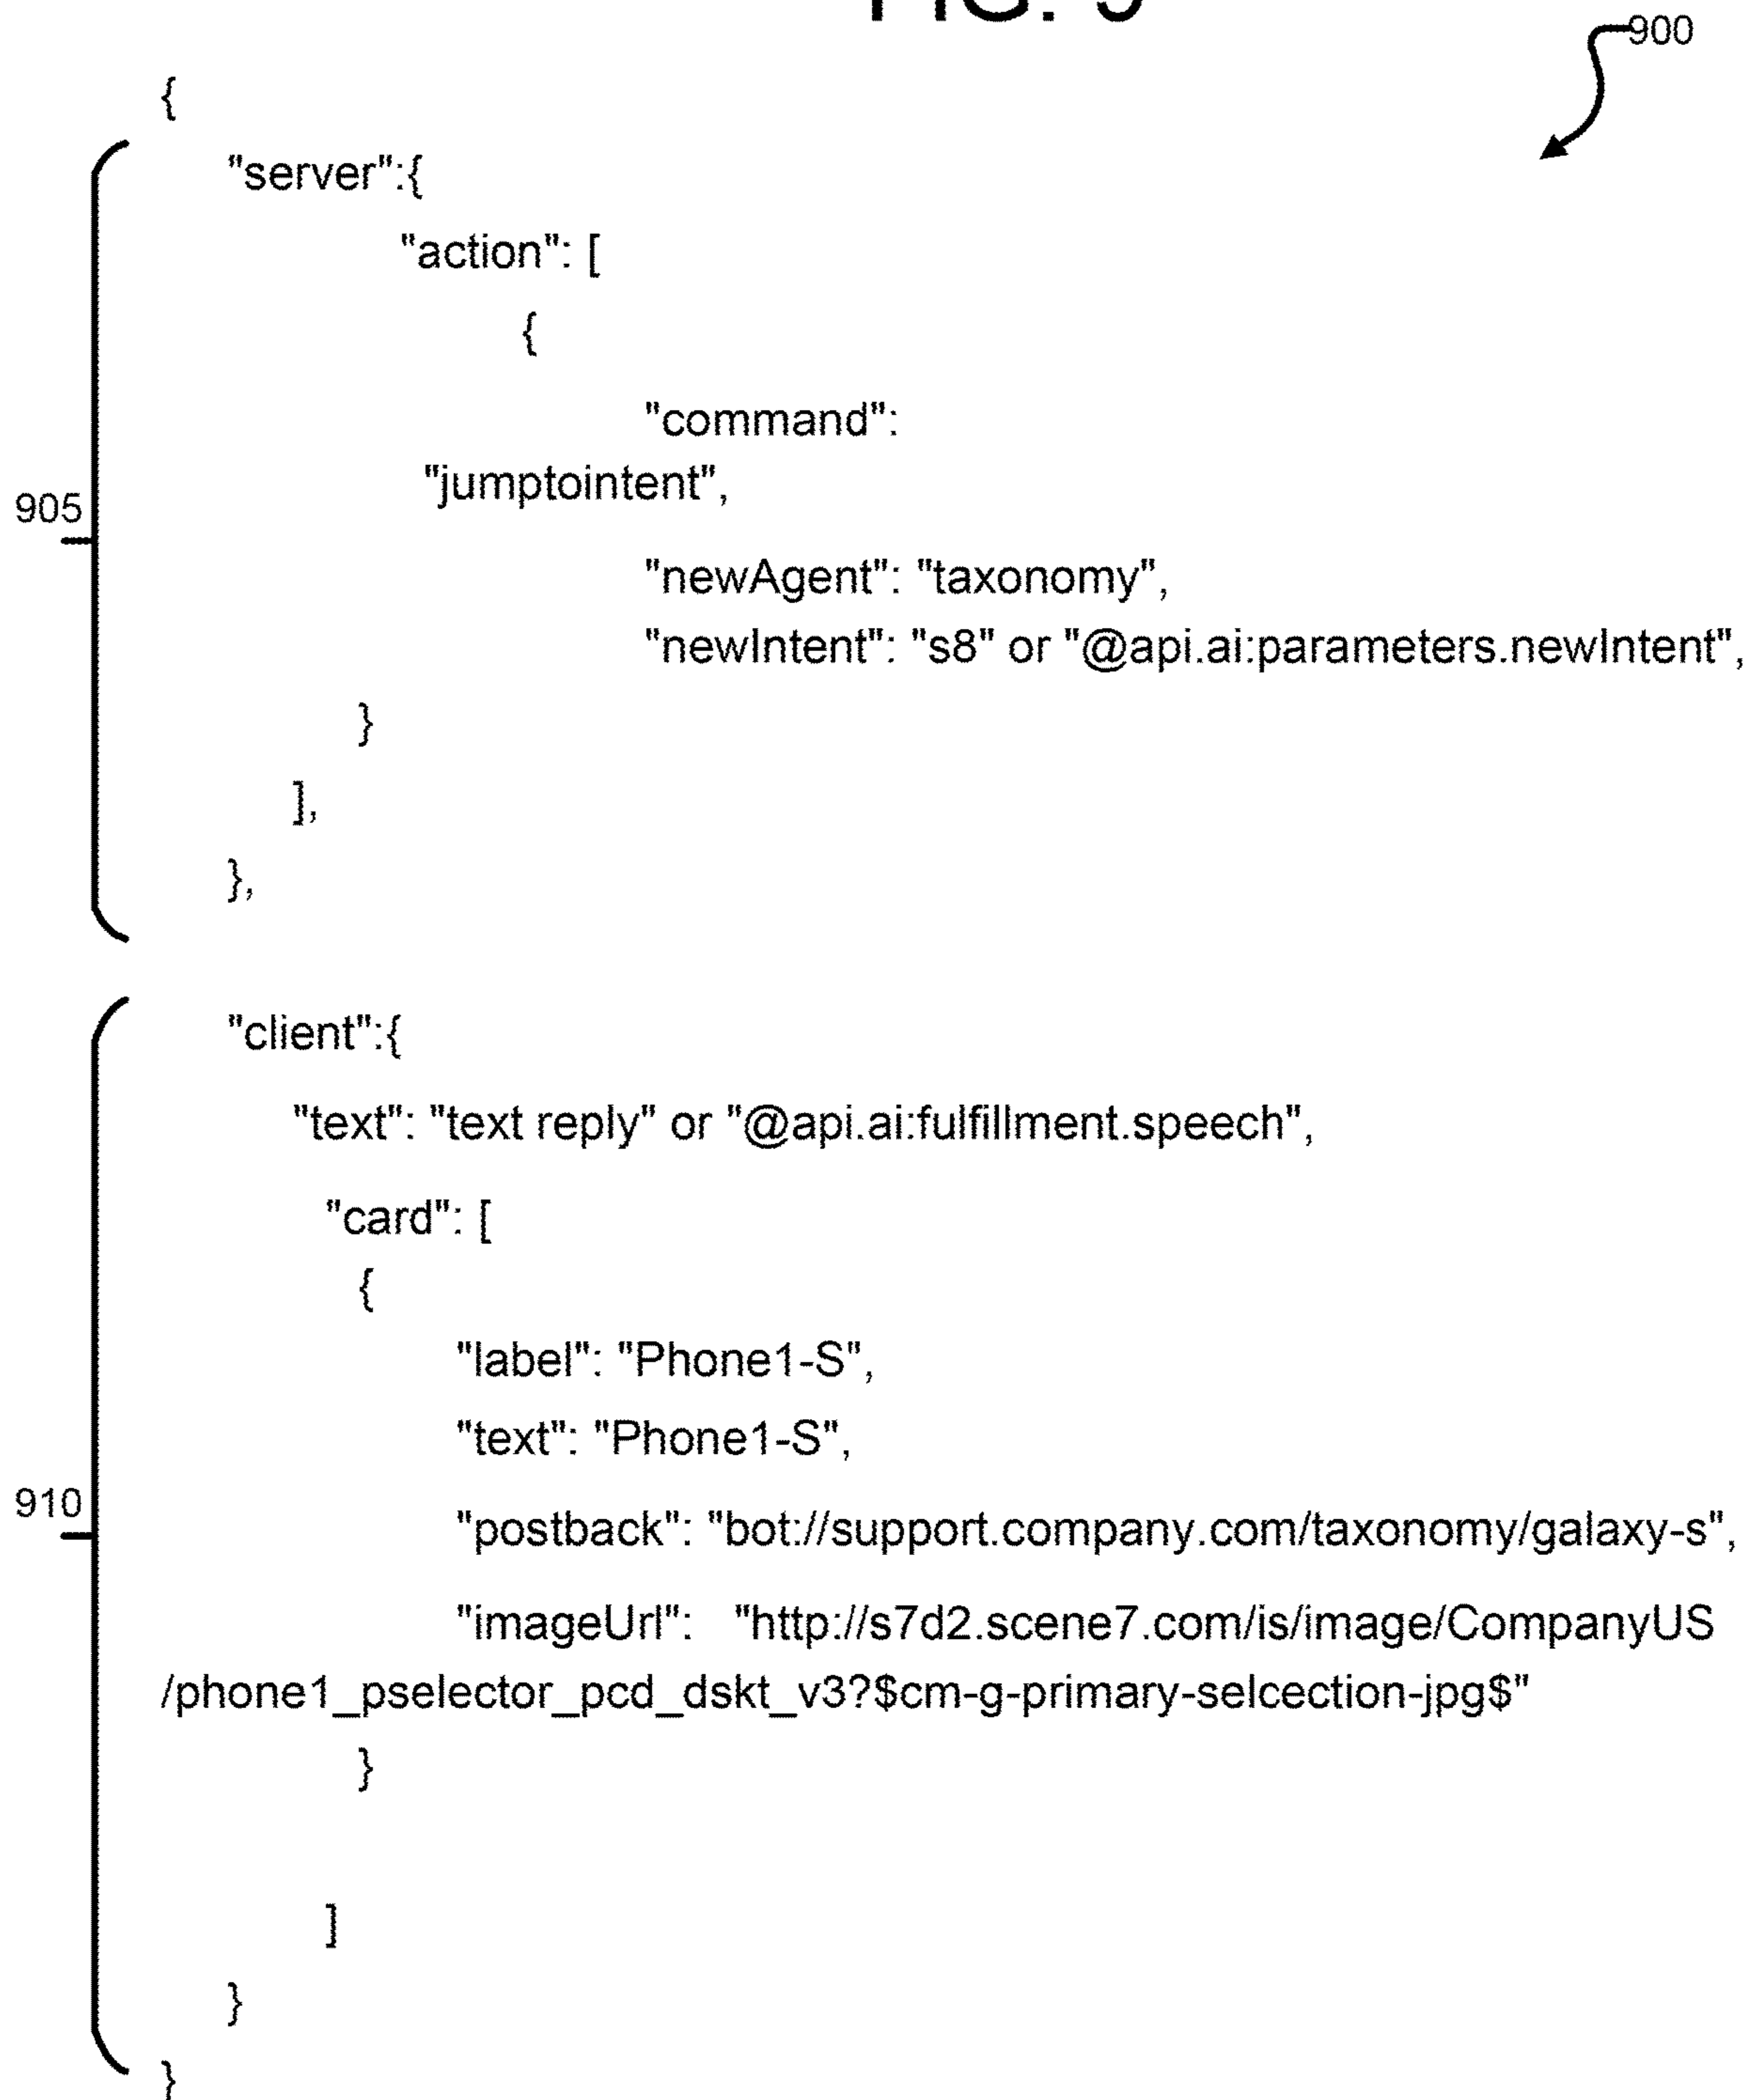 FIG. 9
900
{
"server":{
"action": [
{
"command":
"jumptointent",
905
"newAgent": "taxonomy",
"newIntent": "s8" or "@api.ai:parameters.newIntent",
}
],
},
"client":{
"text": "text reply" or "@api.ai:fulfillment.speech",
"card": [
{
"label": "Phone1-S",
"text": "Phone1-S",
910
"postback": "bot://support.company.com/taxonomy/galaxy-s",
"imageUrl": "http://s7d2.scene7.com/is/image/CompanyUS
/phone1_pselector_pcd_dskt_v3?$cm-g-primary-selcection-jpg$"
}
]
}
}